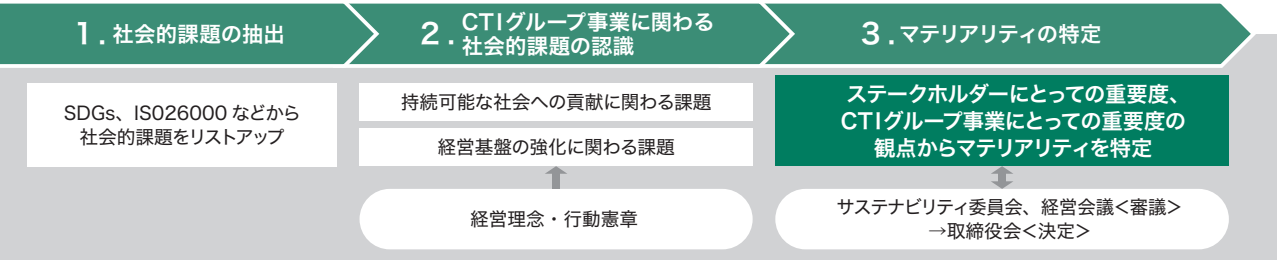 1.社会的課題の抽出
2.CTIグループ事業に関わる
社会的課題の認識
3.マテリアリティの特定
SDGs、ISO26000 などから
社会的課題をリストアップ
持続可能な社会への貢献に関わる課題
経営基盤の強化に関わる課題
経営理念・行動憲章
ステークホルダーにとっての重要度、
CTIグループ事業にとっての重要度の
観点からマテリアリティを特定
サステナビリティ委員会、経営会議<審議>
→取締役会<決定>